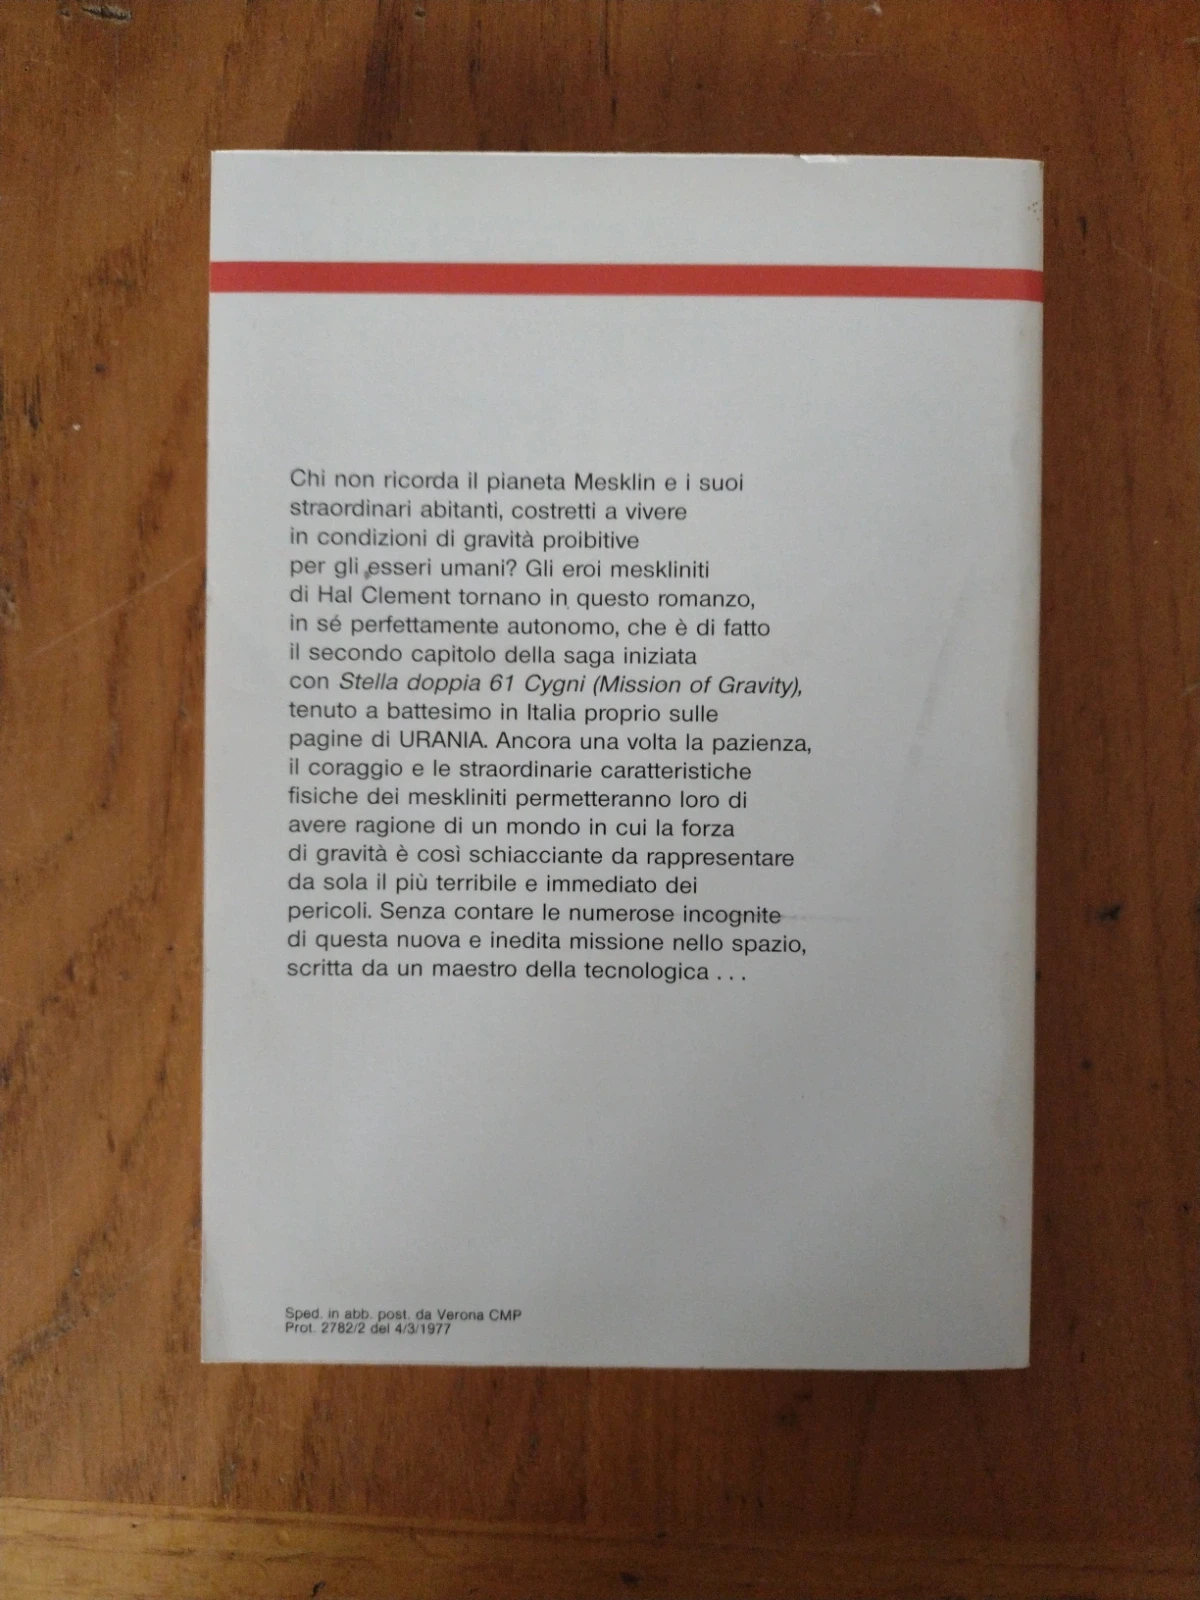 Chi non ricorda il pianeta Mesklin e i suoi
straordinari abitanti, costretti a vivere
in condizioni di gravità proibitive
per gli esseri umani? Gli eroi meskliniti
di Hal Clement tornano in questo romanzo,
in sé perfettamente autonomo, che è di fatto
il secondo capitolo della saga iniziata
con Stella doppia 61 Cygni (Mission of Gravity),
tenuto a battesimo in Italia proprio sulle
pagine di URANIA. Ancora una volta la pazienza,
il coraggio e le straordinarie caratteristiche
fisiche dei meskliniti permetteranno loro di
avere ragione di un mondo in cui la forza
di gravità è così schiacciante da rappresentare
da sola il più terribile e immediato dei
pericoli. Senza contare le numerose incognite
di questa nuova e inedita missione nello spazio,
scritta da un maestro della tecnologica . . .
Sped. in abb. post. da Verona CMP
Prot. 2782/2 del 4/3/1977